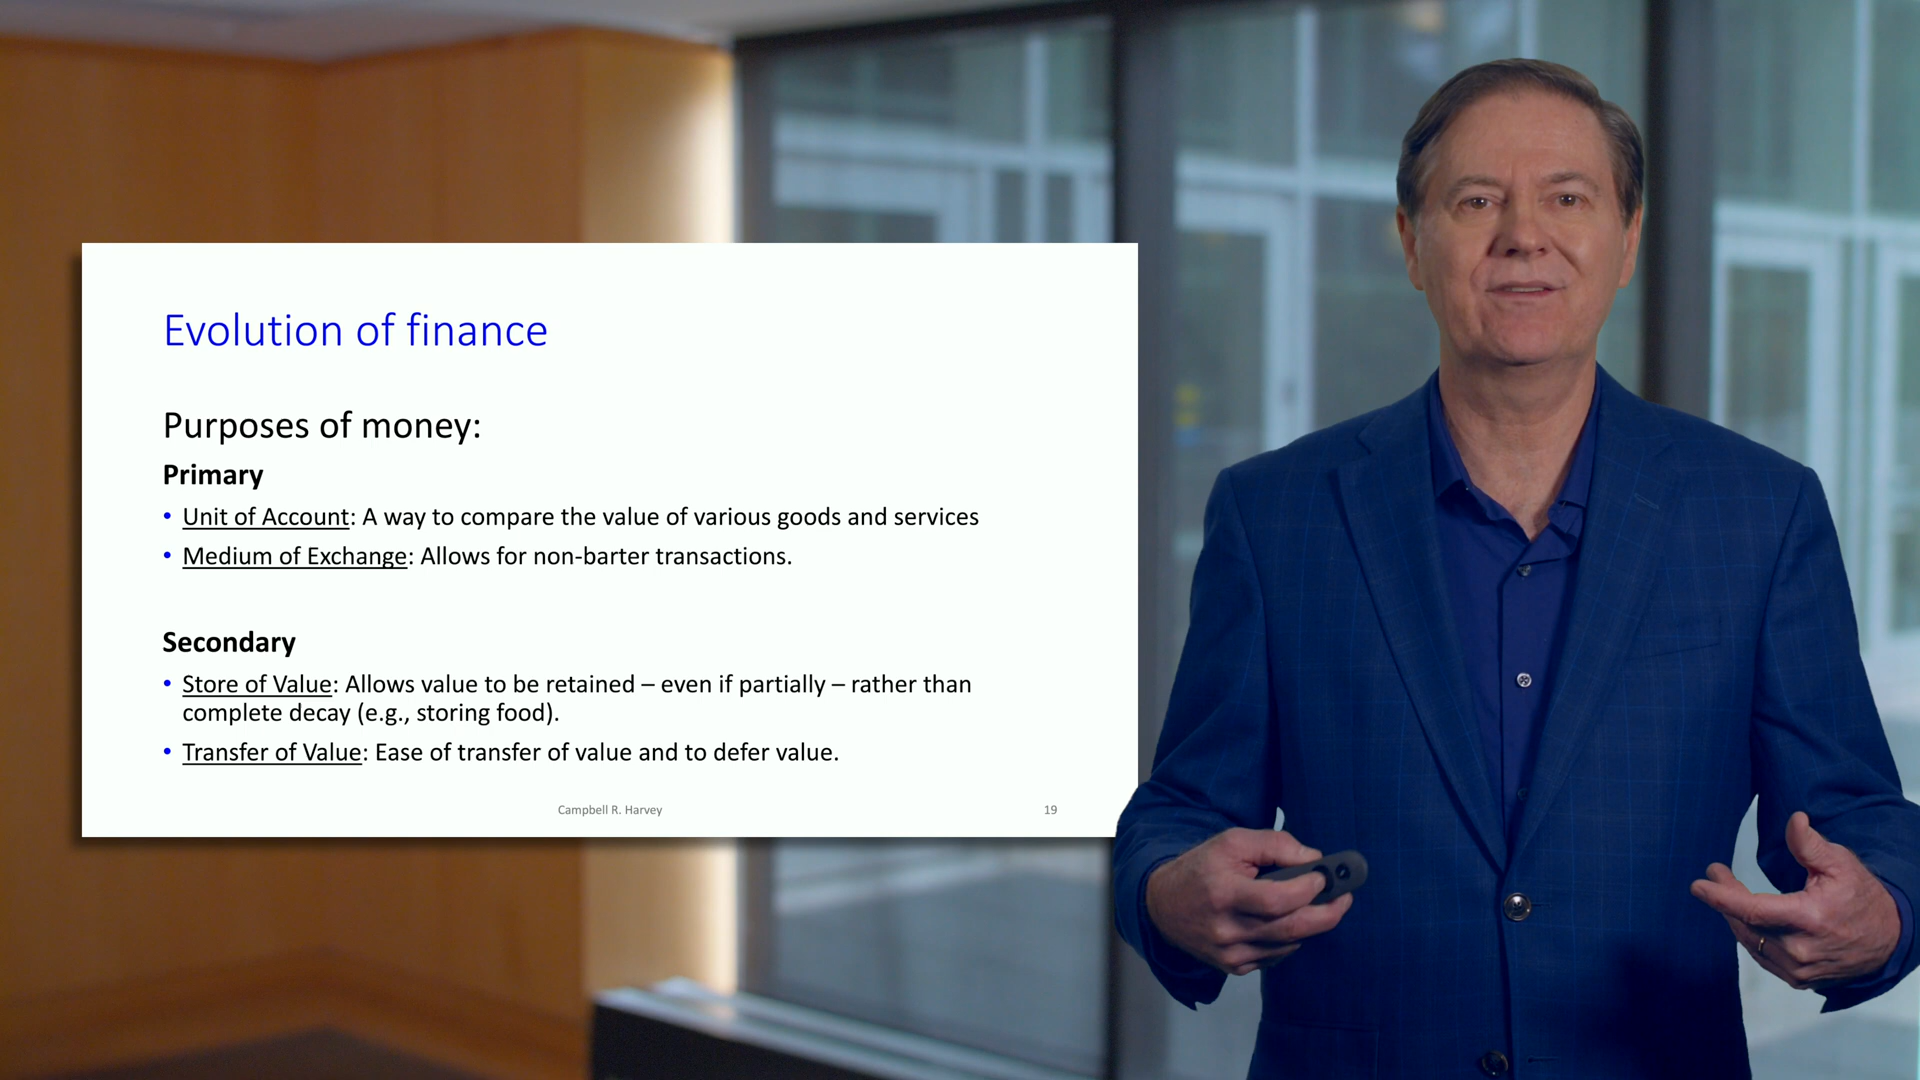 Evolution of finance
Purposes of money:
Primary
• Unit of Account: A way to compare the value of various goods and services
• Medium of Exchange: Allows for non-barter transactions.
Secondary
• Store of Value: Allows value to be retained – even if partially – rather than
complete decay (e.g., storing food).
• Transfer of Value: Ease of transfer of value and to defer value.
Campbell R. Harvey
19